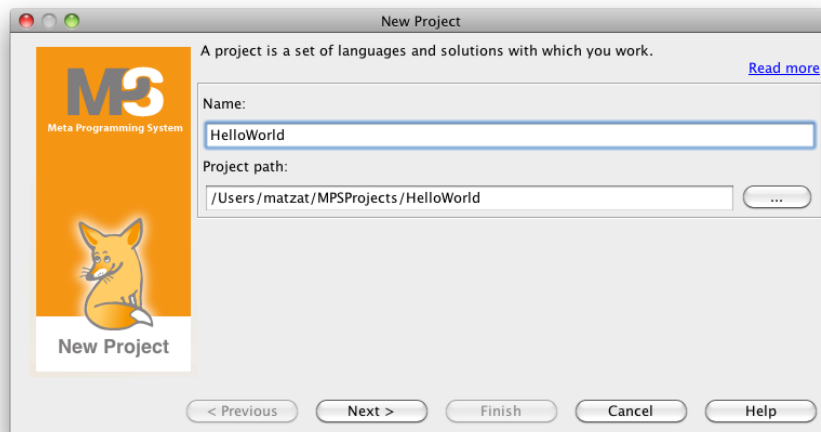 New Project
A project is a set of languages and solutions with which you work.
Read more
MPS
Meta Programming System
Name:
HelloWorld
Project path:
/Users/matzat/MPSProjects/HelloWorld
...
New Project
< Previous
Next >
Finish
Cancel
Help